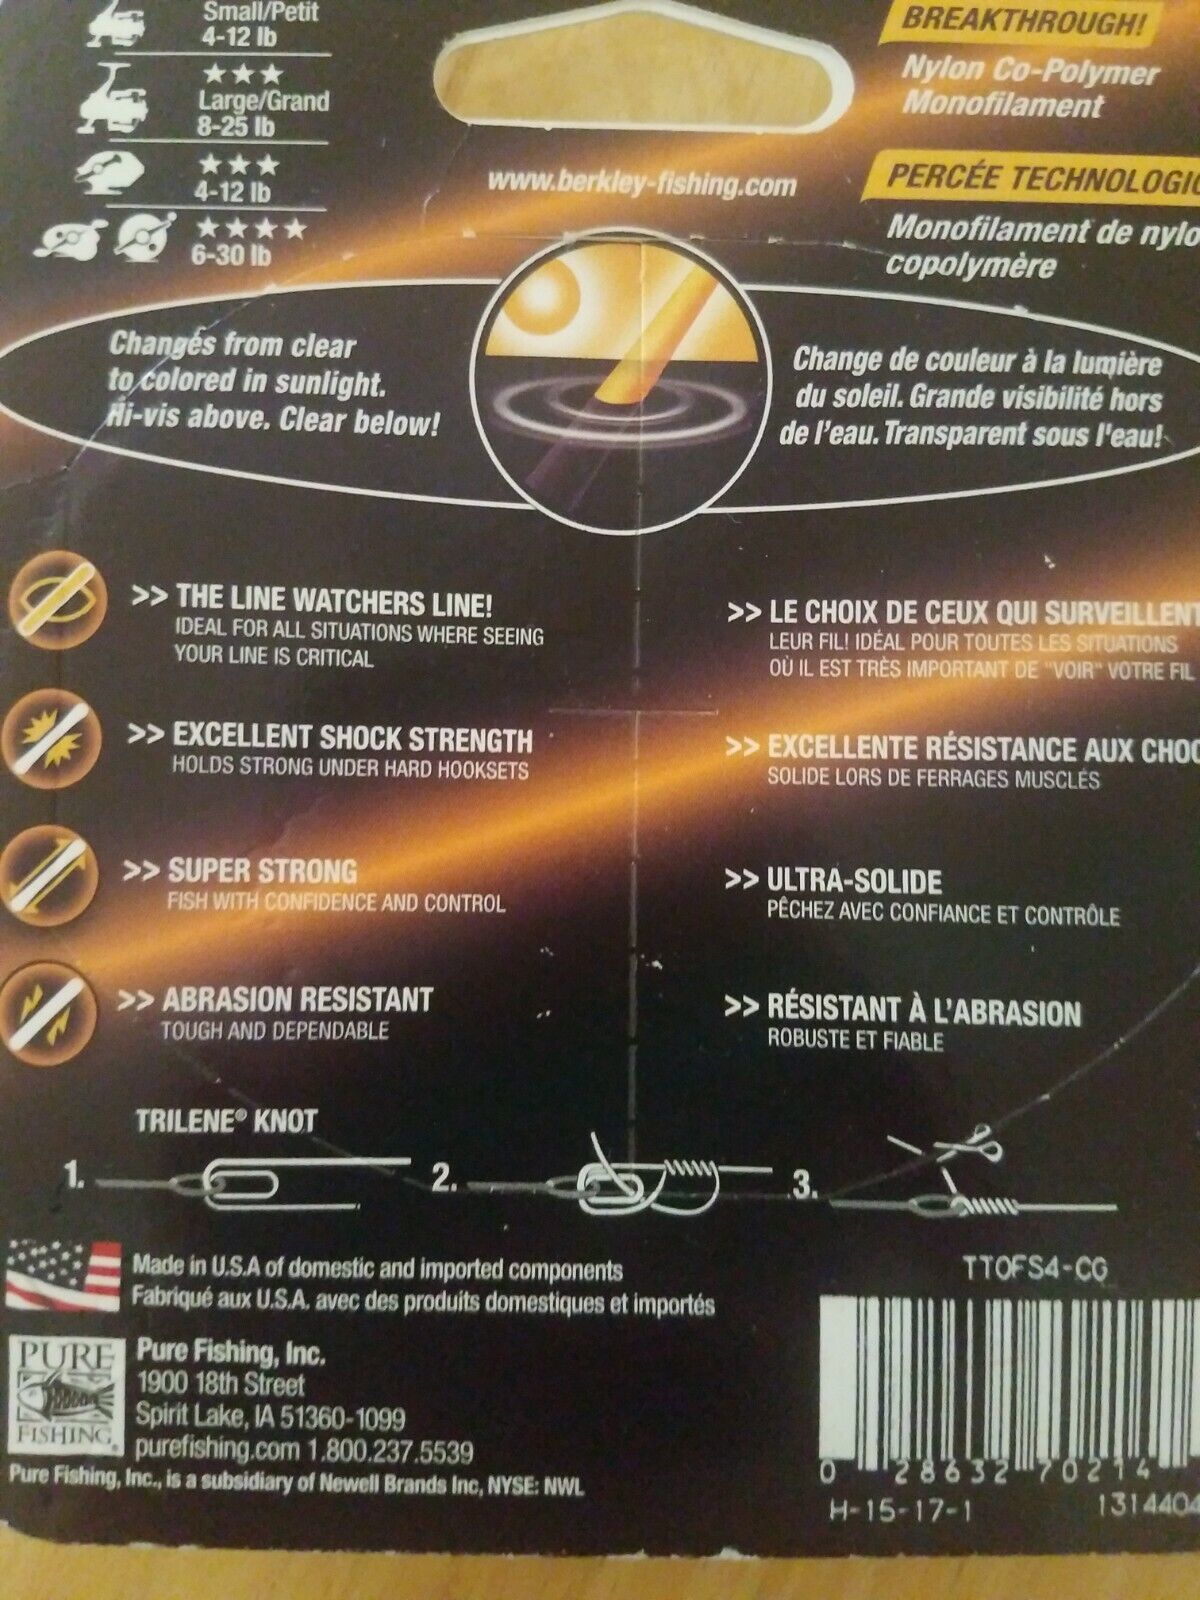 Small/Petit
4-12 lb
★★★
Large/Grand
8-25 lb
★★★
4-12 lb
★★★★
6-30 lb
BREAKTHROUGH!
Nylon Co-Polymer
Monofilament
www.berkley-fishing.com
PERCÉE TECHNOLOGIQ
Monofilament de nylo
copolymère
Changes from clear
to colored in sunlight.
Hi-vis above. Clear below!
Change de couleur à la lumière
du soleil. Grande visibilité hors
de l'eau. Transparent sous l'eau!
>> THE LINE WATCHERS LINE!
IDEAL FOR ALL SITUATIONS WHERE SEEING
YOUR LINE IS CRITICAL
>> LE CHOIX DE CEUX QUI SURVEILLENT
LEUR FIL! IDÉAL POUR TOUTES LES SITUATIONS
OÙ IL EST TRÈS IMPORTANT DE "VOIR" VOTRE FIL
>> EXCELLENT SHOCK STRENGTH
HOLDS STRONG UNDER HARD HOOKSETS
>> EXCELLENTE RÉSISTANCE AUX CHOC
SOLIDE LORS DE FERRAGES MUSCLÉS
>> SUPER STRONG
FISH WITH CONFIDENCE AND CONTROL
>> ULTRA-SOLIDE
PÊCHEZ AVEC CONFIANCE ET CONTRÔLE
>> ABRASION RESISTANT
TOUGH AND DEPENDABLE
>> RÉSISTANT À L'ABRASION
ROBUSTE ET FIABLE
TRILENE® KNOT
1.
2.
3.
Made in U.S.A of domestic and imported components
Fabriqué aux U.S.A. avec des produits domestiques et importés
TTOFS4-CG
PURE
FISHING®
Pure Fishing, Inc.
1900 18th Street
Spirit Lake, IA 51360-1099
purefishing.com 1.800.237.5539
Pure Fishing, Inc., is a subsidiary of Newell Brands Inc, NYSE: NWL
0 28632 70214
H-15-17-1
1314404